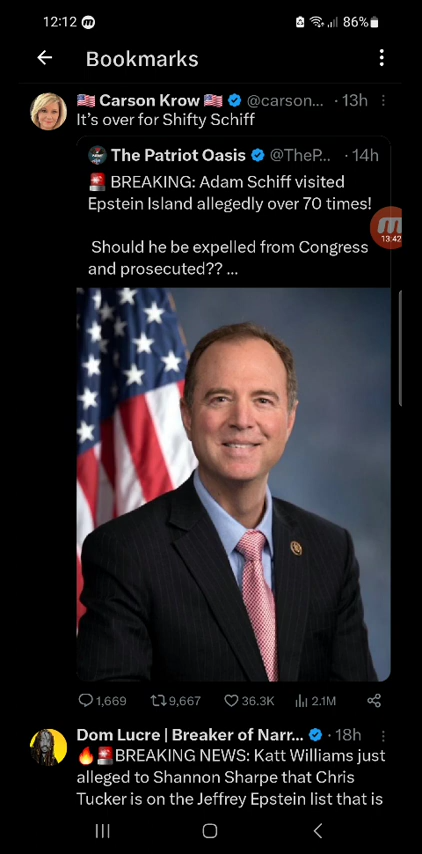 12:12 86%
Bookmarks
🇺🇸 Carson Krow 🇺🇸 @carson... · 13h
It's over for Shifty Schiff
The Patriot Oasis @TheP... · 14h
🚨 BREAKING: Adam Schiff visited
Epstein Island allegedly over 70 times!
Should he be expelled from Congress
and prosecuted?? ...
13:42
1,669 9,667 36.3K 2.1M
Dom Lucre | Breaker of Narr... · 18h
🔥🚨BREAKING NEWS: Katt Williams just
alleged to Shannon Sharpe that Chris
Tucker is on the Jeffrey Epstein list that is